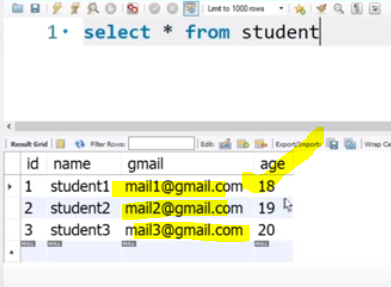 Limit to 1000 rows
1 select * from student
Result Grid Filter Rows: Edit: Export/Import: Wrap Ce
id name gmail age
1 student1 mail1@gmail.com 18
2 student2 mail2@gmail.com 19
3 student3 mail3@gmail.com 20
NULL NULL NULL NULL